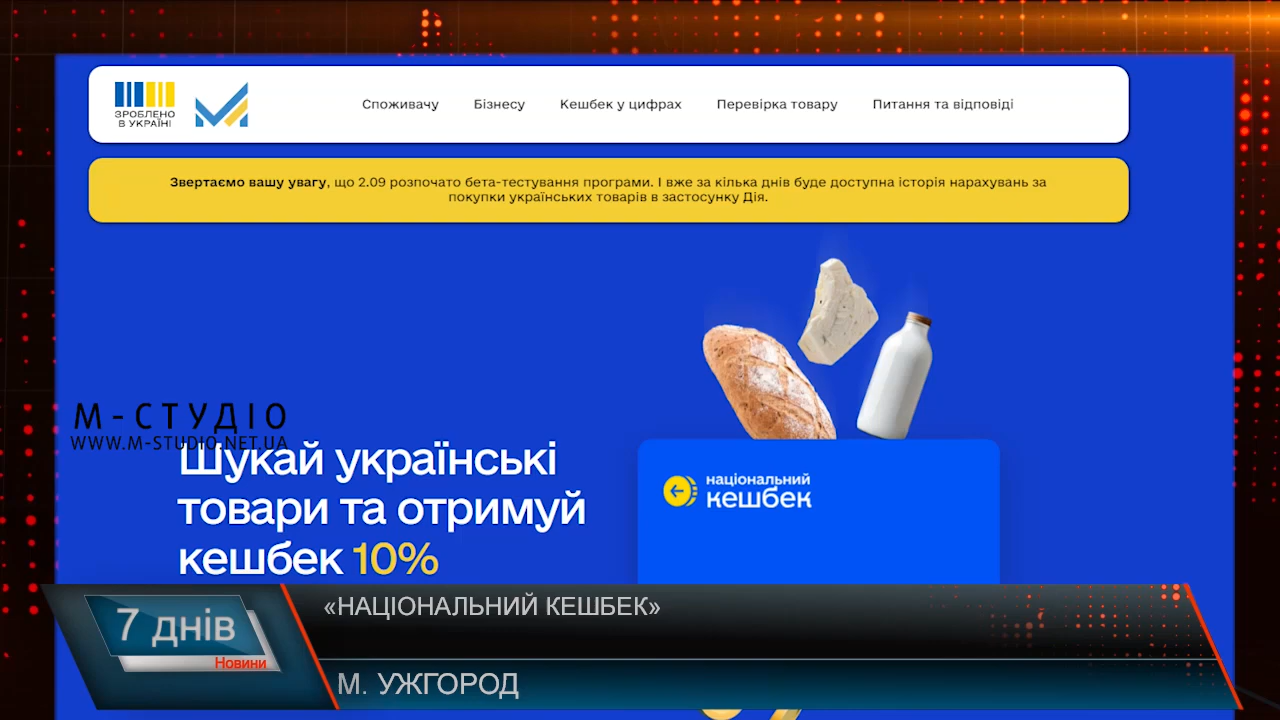 ЗРОБЛЕНО
В УКРАЇНІ
Споживачу Бізнесу Кешбек у цифрах Перевірка товару Питання та відповіді
Звертаємо вашу увагу, що 2.09 розпочато бета-тестування програми. І вже за кілька днів буде доступна історія нарахувань за
покупки українських товарів в застосунку Дія.
М-СТУДІО
WWW.M-STUDIO.NET.UA
Шукай українські
товари та отримуй
кешбек 10%
національний
кешбек
7 днів
Новини
«НАЦІОНАЛЬНИЙ КЕШБЕК»
М. УЖГОРОД